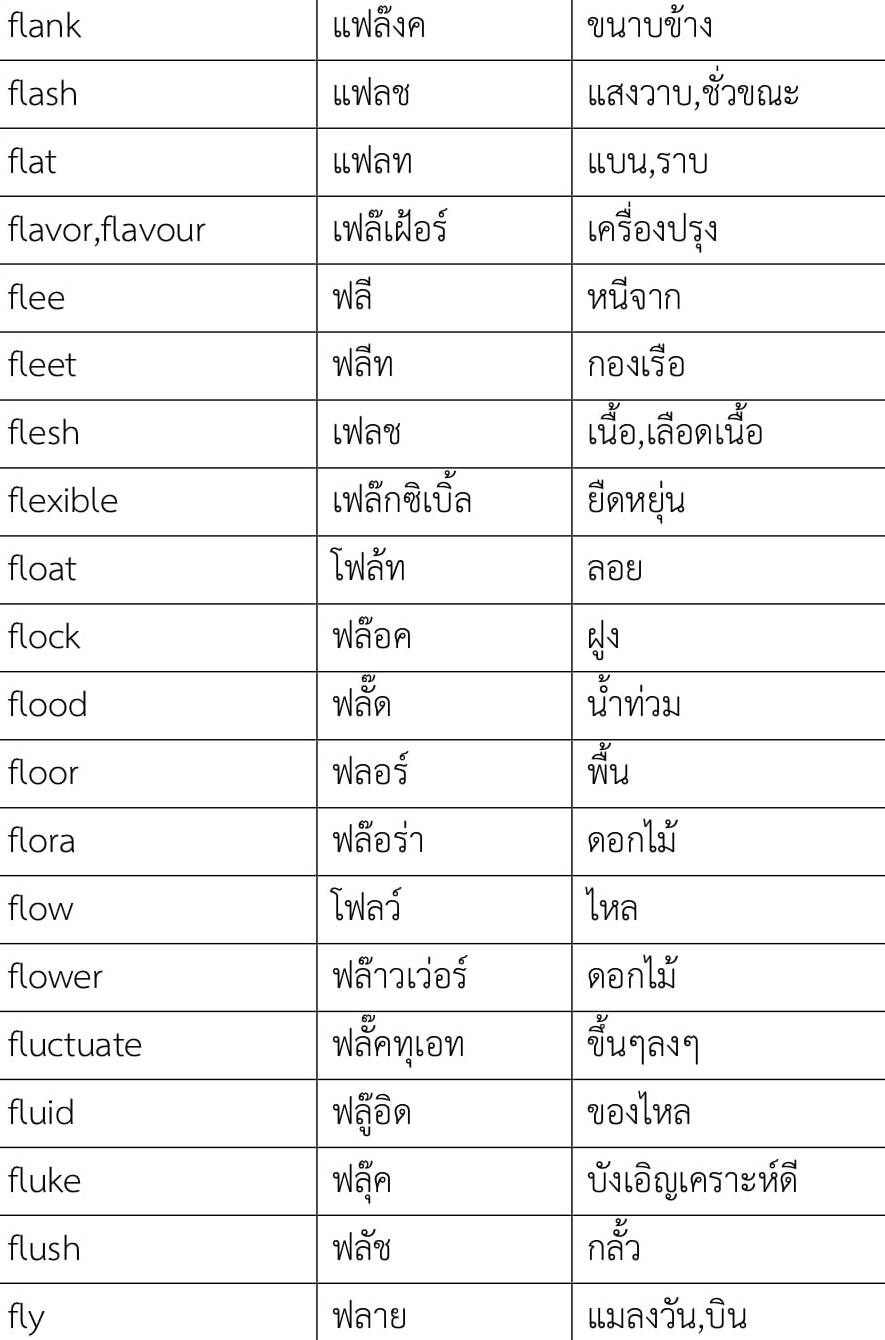 flank แฟล๊งค ขนาบข้าง
flash แฟลช แสงวาบ,ชั่วขณะ
flat แฟลท แบน,ราบ
flavor,flavour เฟล๊เฝ้อร์ เครื่องปรุง
flee ฟลี หนีจาก
fleet ฟลีท กองเรือ
flesh เฟลช เนื้อ,เลือดเนื้อ
flexible เฟล๊กซิเบิ้ล ยืดหยุ่น
float โฟล้ท ลอย
flock ฟล๊อค ฝูง
flood ฟลั๊ด น้ำท่วม
floor ฟลอร์ พื้น
flora ฟล๊อร่า ดอกไม้
flow โฟลว์ ไหล
flower ฟล๊าวเว่อร์ ดอกไม้
fluctuate ฟลั๊คทุเอท ขึ้นๆลงๆ
fluid ฟลู๊อิด ของไหล
fluke ฟลุ๊ค บังเอิญเคราะห์ดี
flush ฟลัช กลั้ว
fly ฟลาย แมลงวัน,บิน